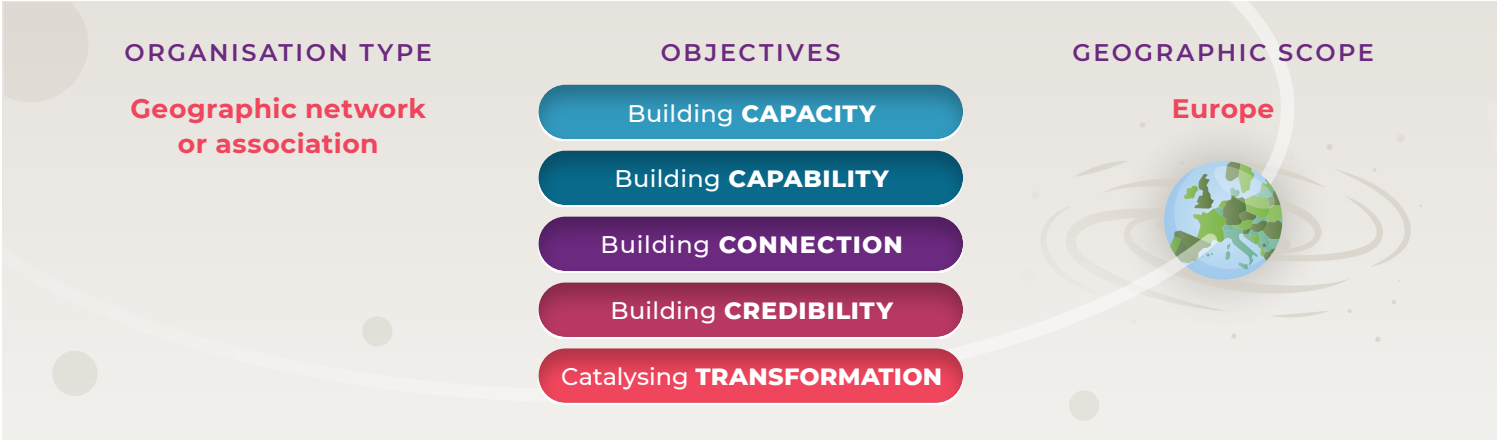 ORGANISATION TYPE
Geographic network
or association
OBJECTIVES
Building CAPACITY
Building CAPABILITY
Building CONNECTION
Building CREDIBILITY
Catalysing TRANSFORMATION
GEOGRAPHIC SCOPE
Europe